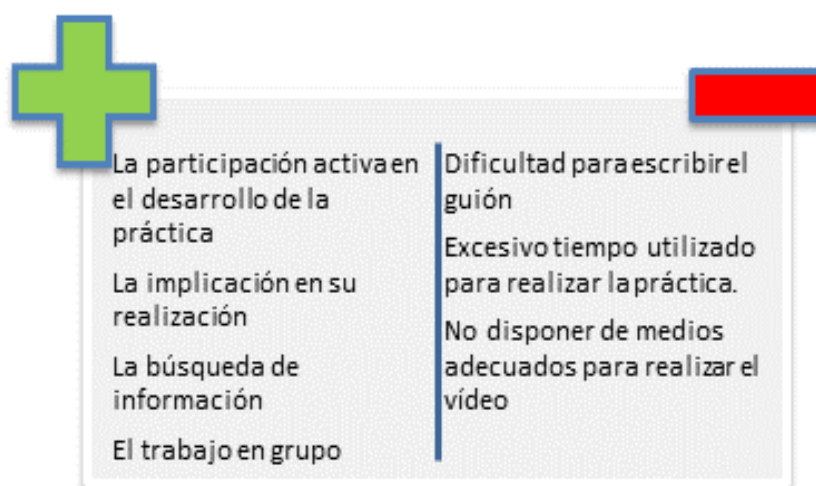 La participación activa en
el desarrollo de la
práctica
La implicación en su
realización
La búsqueda de
información
El trabajo en grupo
Dificultad para escribir el
guión
Excesivo tiempo utilizado
para realizar la práctica.
No disponer de medios
adecuados para realizar el
vídeo